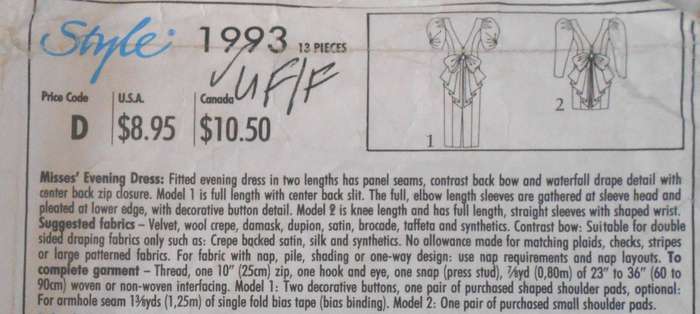 Style 1993 13 PIECES
UF/F
Price Code U.S.A. Canada
D $8.95 $10.50
1
2
Misses' Evening Dress: Fitted evening dress in two lengths has panel seams, contrast back bow and waterfall drape detail with
center back zip closure. Model 1 is full length with center back slit. The full, elbow length sleeves are gathered at sleeve head and
pleated at lower edge, with decorative button detail. Model 2 is knee length and has full length, straight sleeves with shaped wrist.
Suggested fabrics – Velvet, wool crepe, damask, dupion, satin, brocade, taffeta and synthetics. Contrast bow: Suitable for double
sided draping fabrics only such as: Crepe backed satin, silk and synthetics. No allowance made for matching plaids, checks, stripes
or large patterned fabrics. For fabric with nap, pile, shading or one-way design: use nap requirements and nap layouts. To
complete garment – Thread, one 10" (25cm) zip, one hook and eye, one snap (press stud), ⅞yd (0,80m) of 23" to 36" (60 to
90cm) woven or non-woven interfacing. Model 1: Two decorative buttons, one pair of purchased shaped shoulder pads, optional:
For armhole seam 1⅜yds (1,25m) of single fold bias tape (bias binding). Model 2: One pair of purchased small shoulder pads.